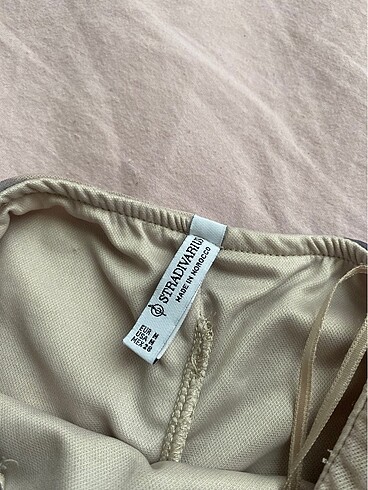 STRADIVARIUS
MADE IN MOROCCO
EUR M
USA M
MEX 28